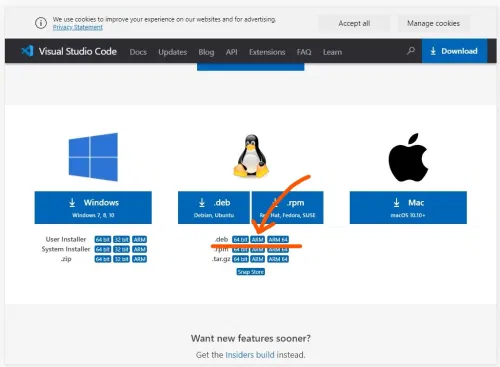 We use cookies to improve your experience on our websites and for advertising.
Privacy Statement
Accept all
Manage cookies
Visual Studio Code Docs Updates Blog API Extensions FAQ Learn Download
Windows
Windows 7, 8, 10
.deb
Debian, Ubuntu
.rpm
Red Hat, Fedora, SUSE
Mac
macOS 10.10+
User Installer 64 bit 32 bit ARM
System Installer 64 bit 32 bit ARM
.zip 64 bit 32 bit ARM
.deb 64 bit ARM ARM 64
.rpm 64 bit ARM ARM 64
.tar.gz 64 bit ARM ARM 64
Snap Store
Want new features sooner?
Get the Insiders build instead.